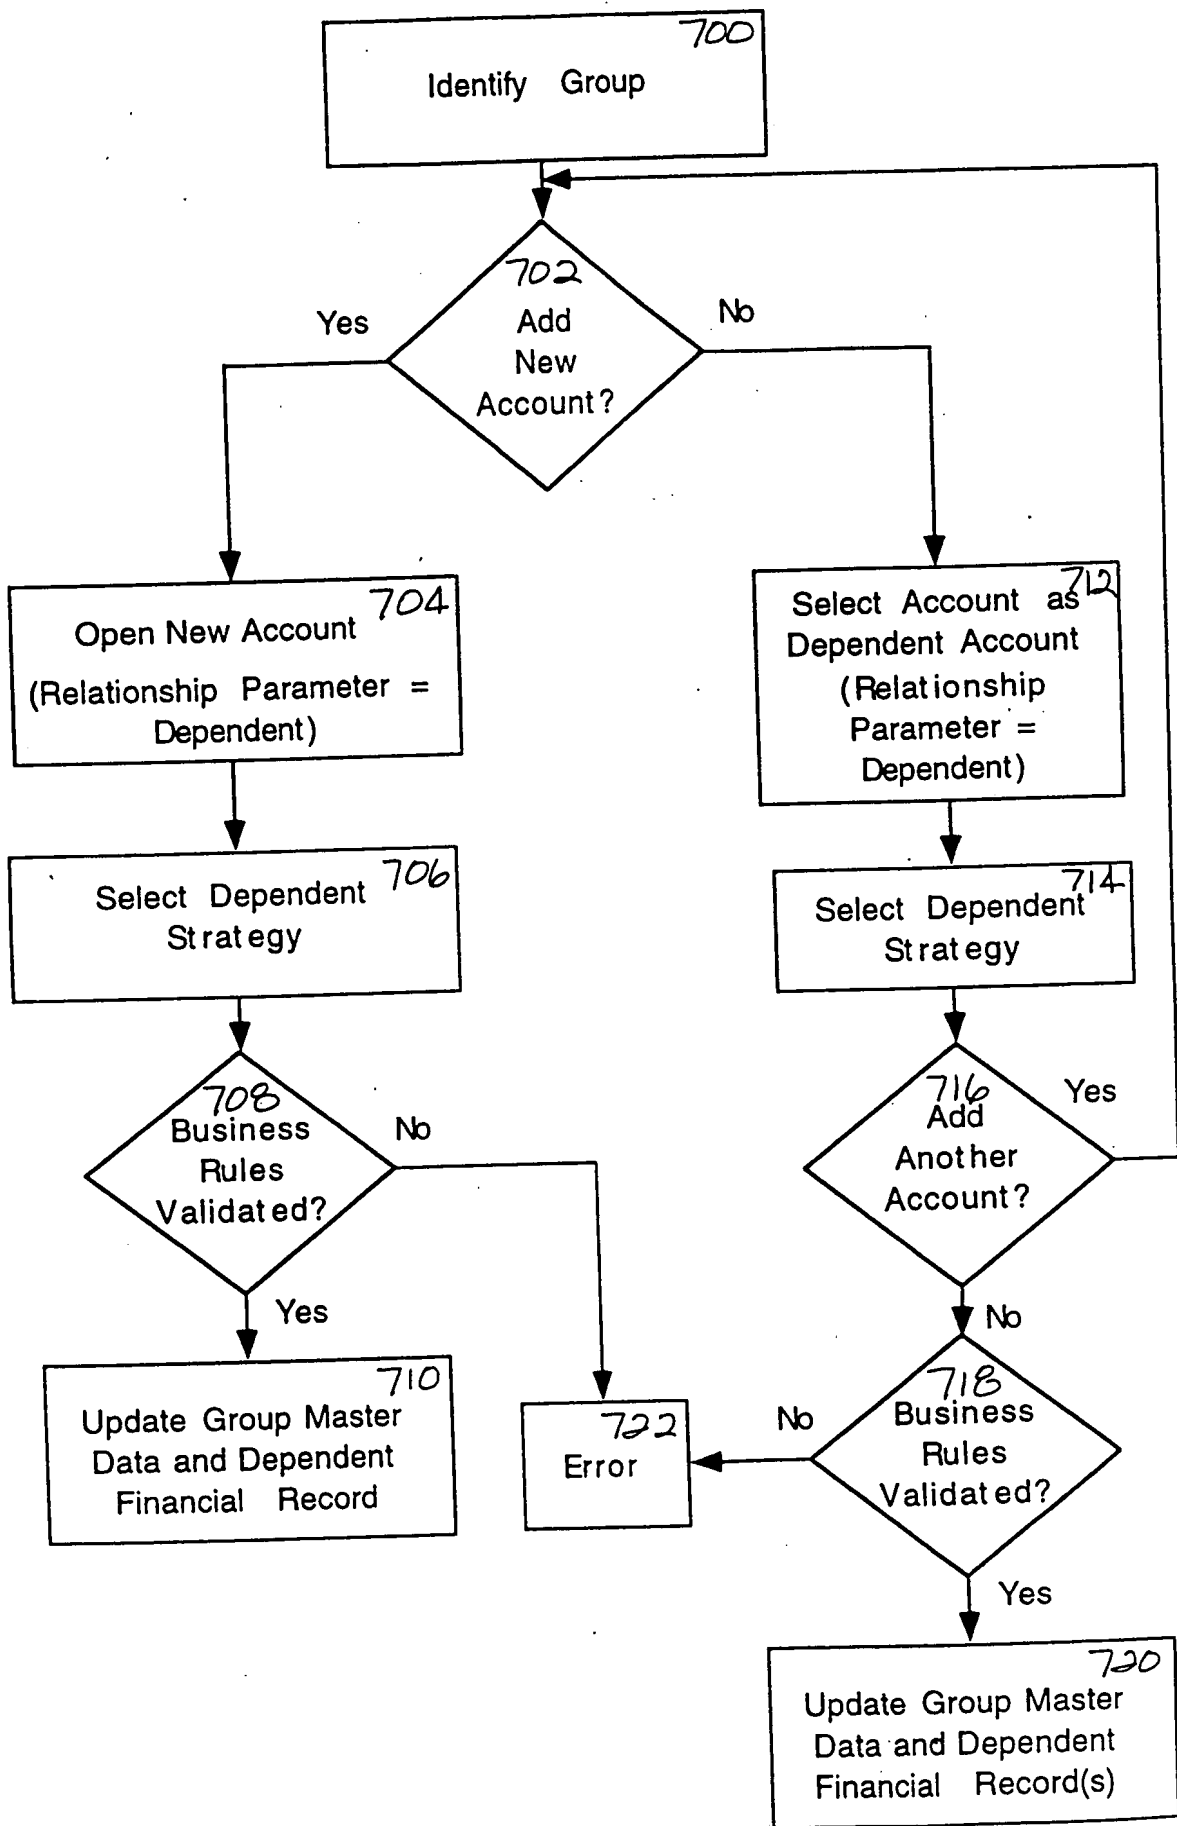 700
Identify Group
702
Add
New
Account?
Yes
No
704
Open New Account
(Relationship Parameter =
Dependent)
712
Select Account as
Dependent Account
(Relationship
Parameter =
Dependent)
706
Select Dependent
Strategy
714
Select Dependent
Strategy
708
Business
Rules
Validated?
No
Yes
716
Add
Another
Account?
Yes
No
710
Update Group Master
Data and Dependent
Financial Record
722
Error
718
Business
Rules
Validated?
No
Yes
720
Update Group Master
Data and Dependent
Financial Record(s)